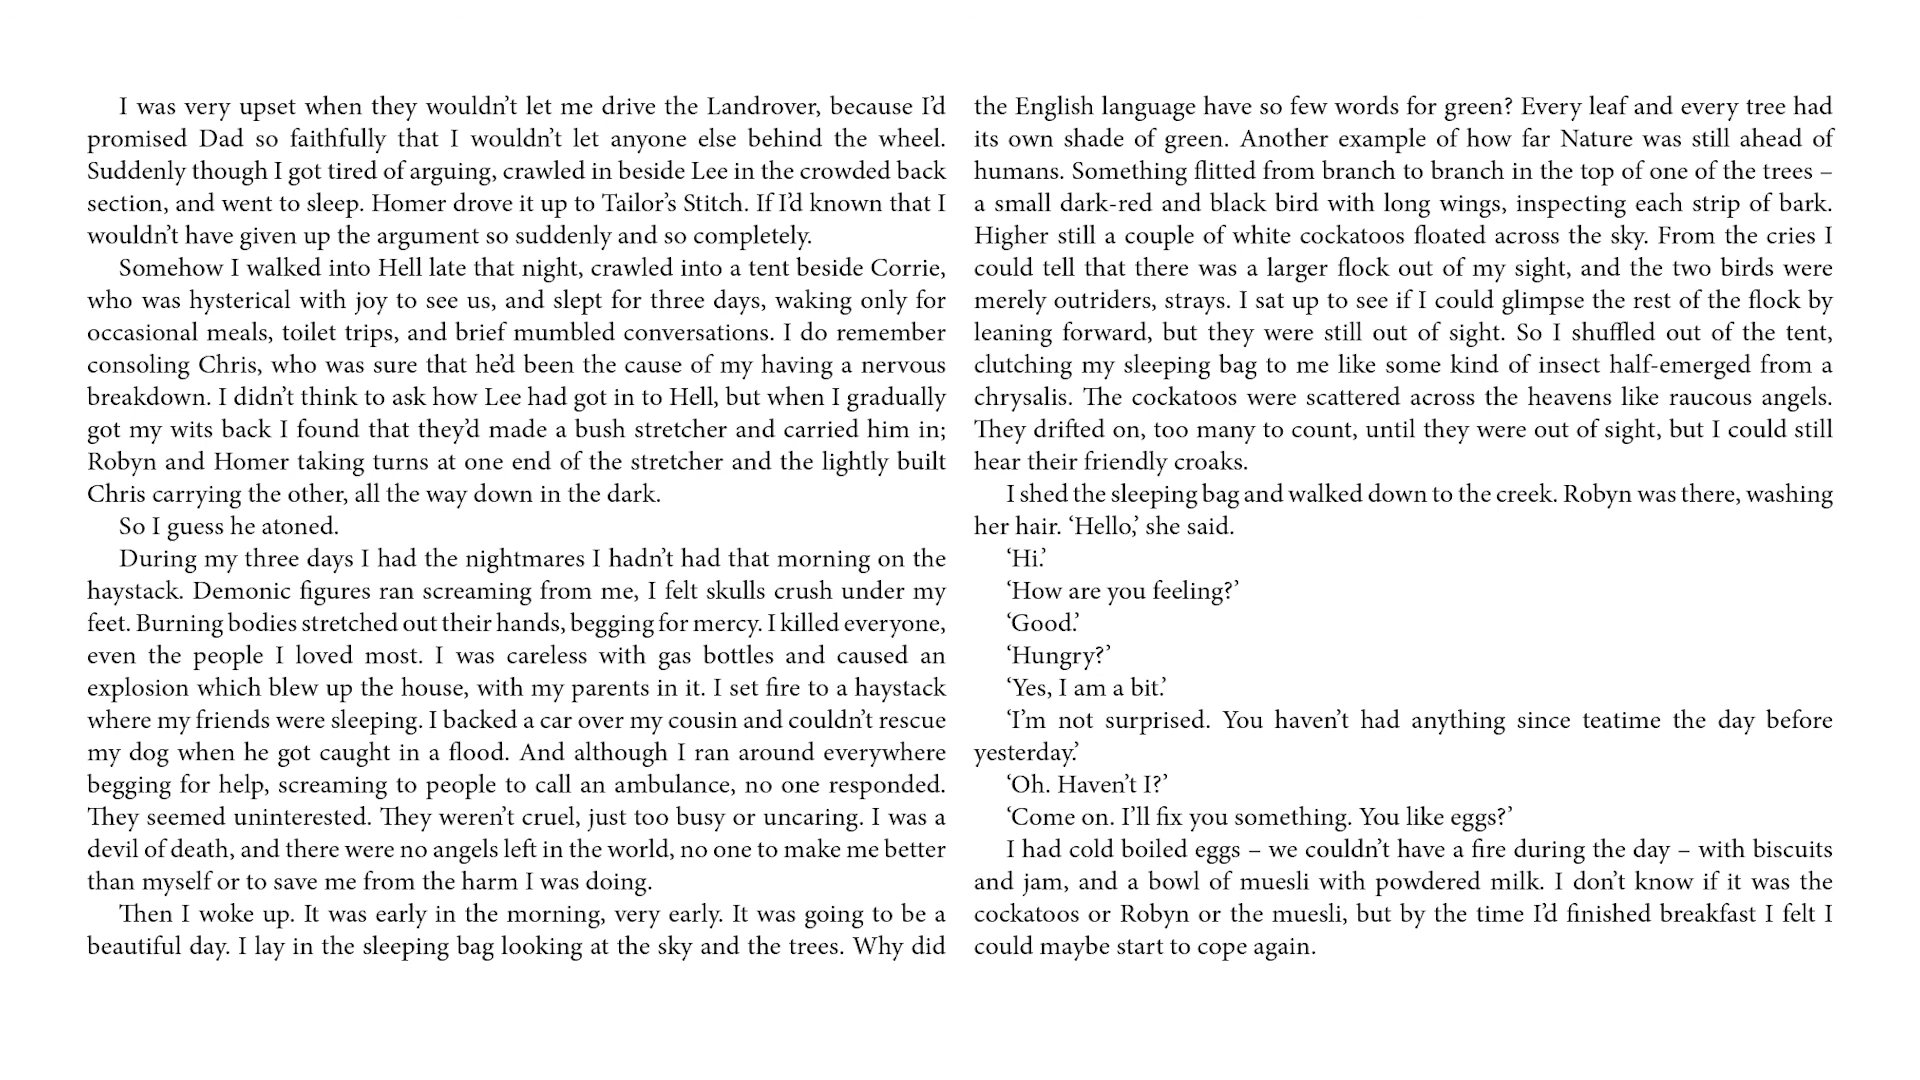 I was very upset when they wouldn’t let me drive the Landrover, because I’d
promised Dad so faithfully that I wouldn’t let anyone else behind the wheel.
Suddenly though I got tired of arguing, crawled in beside Lee in the crowded back
section, and went to sleep. Homer drove it up to Tailor’s Stitch. If I’d known that I
wouldn’t have given up the argument so suddenly and so completely.
Somehow I walked into Hell late that night, crawled into a tent beside Corrie,
who was hysterical with joy to see us, and slept for three days, waking only for
occasional meals, toilet trips, and brief mumbled conversations. I do remember
consoling Chris, who was sure that he’d been the cause of my having a nervous
breakdown. I didn’t think to ask how Lee had got in to Hell, but when I gradually
got my wits back I found that they’d made a bush stretcher and carried him in;
Robyn and Homer taking turns at one end of the stretcher and the lightly built
Chris carrying the other, all the way down in the dark.
So I guess he atoned.
During my three days I had the nightmares I hadn’t had that morning on the
haystack. Demonic figures ran screaming from me, I felt skulls crush under my
feet. Burning bodies stretched out their hands, begging for mercy. I killed everyone,
even the people I loved most. I was careless with gas bottles and caused an
explosion which blew up the house, with my parents in it. I set fire to a haystack
where my friends were sleeping. I backed a car over my cousin and couldn’t rescue
my dog when he got caught in a flood. And although I ran around everywhere
begging for help, screaming to people to call an ambulance, no one responded.
They seemed uninterested. They weren’t cruel, just too busy or uncaring. I was a
devil of death, and there were no angels left in the world, no one to make me better
than myself or to save me from the harm I was doing.
Then I woke up. It was early in the morning, very early. It was going to be a
beautiful day. I lay in the sleeping bag looking at the sky and the trees. Why did
the English language have so few words for green? Every leaf and every tree had
its own shade of green. Another example of how far Nature was still ahead of
humans. Something flitted from branch to branch in the top of one of the trees –
a small dark-red and black bird with long wings, inspecting each strip of bark.
Higher still a couple of white cockatoos floated across the sky. From the cries I
could tell that there was a larger flock out of my sight, and the two birds were
merely outriders, strays. I sat up to see if I could glimpse the rest of the flock by
leaning forward, but they were still out of sight. So I shuffled out of the tent,
clutching my sleeping bag to me like some kind of insect half-emerged from a
chrysalis. The cockatoos were scattered across the heavens like raucous angels.
They drifted on, too many to count, until they were out of sight, but I could still
hear their friendly croaks.
I shed the sleeping bag and walked down to the creek. Robyn was there, washing
her hair. ‘Hello,’ she said.
‘Hi.’
‘How are you feeling?’
‘Good.’
‘Hungry?’
‘Yes, I am a bit.’
‘I’m not surprised. You haven’t had anything since teatime the day before
yesterday.’
‘Oh. Haven’t I?’
‘Come on. I’ll fix you something. You like eggs?’
I had cold boiled eggs – we couldn’t have a fire during the day – with biscuits
and jam, and a bowl of muesli with powdered milk. I don’t know if it was the
cockatoos or Robyn or the muesli, but by the time I’d finished breakfast I felt I
could maybe start to cope again.